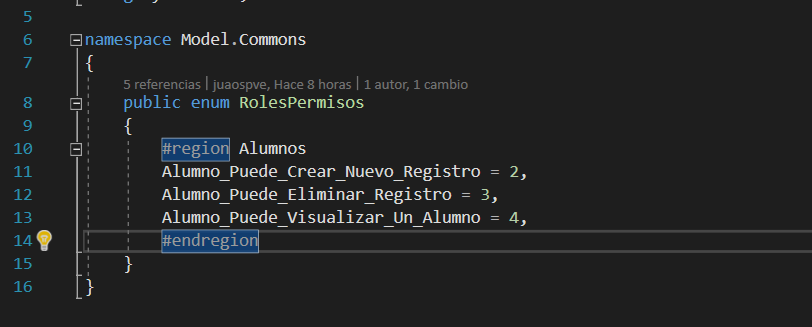 5
6 namespace Model.Commons
7 {
5 referencias | juaospve, Hace 8 horas | 1 autor, 1 cambio
8 public enum RolesPermisos
9 {
10 #region Alumnos
11 Alumno_Puede_Crear_Nuevo_Registro = 2,
12 Alumno_Puede_Eliminar_Registro = 3,
13 Alumno_Puede_Visualizar_Un_Alumno = 4,
14 #endregion
15 }
16 }